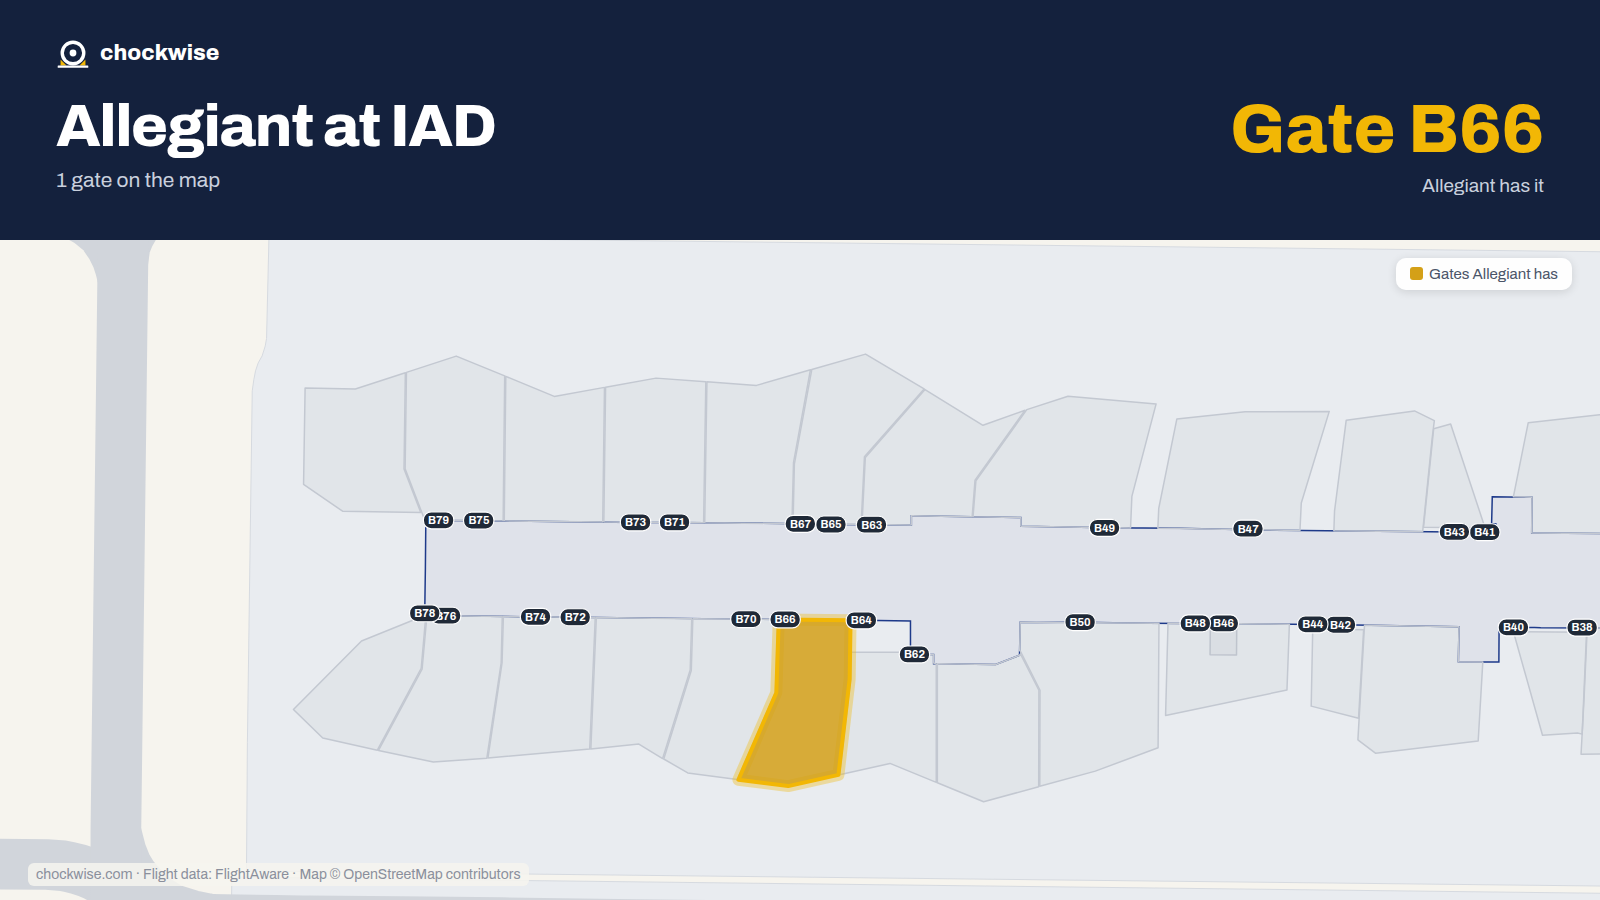 chockwise
Allegiant at IAD
1 gate on the map
Gate B66
Allegiant has it
Gates Allegiant has
B79 B75 B73 B71 B67 B65 B63 B49 B47 B43 B41
B78 B76 B74 B72 B70 B66 B64 B62 B50 B48 B46 B44 B42 B40 B38
chockwise.com · Flight data: FlightAware · Map © OpenStreetMap contributors